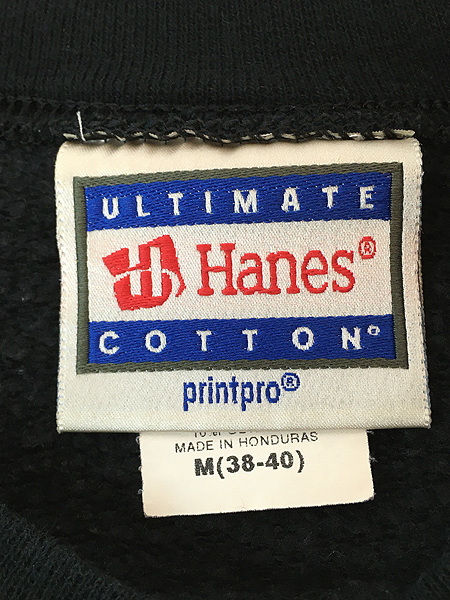 ULTIMATE
Hanes®
COTTON®
printpro®
MADE IN HONDURAS
M(38-40)